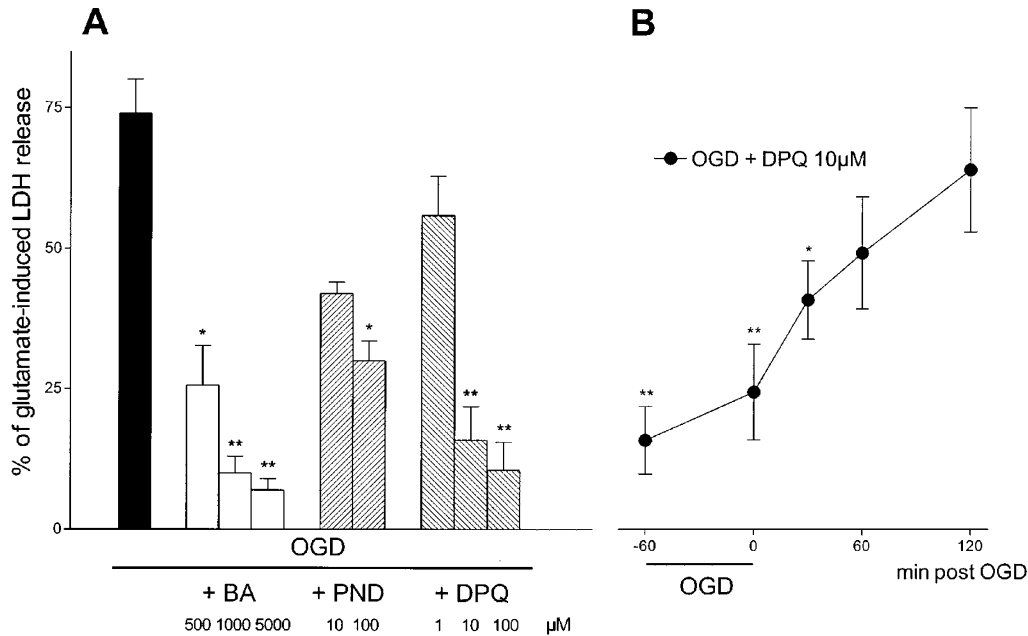 A
% of glutamate-induced LDH release
75
50
25
0
*
**
**
*
**
**
OGD
+ BA
+ PND
+ DPQ
500 1000 5000
10 100
1 10 100
µM
B
OGD + DPQ 10µM
**
**
*
-60 0 60 120
OGD
min post OGD